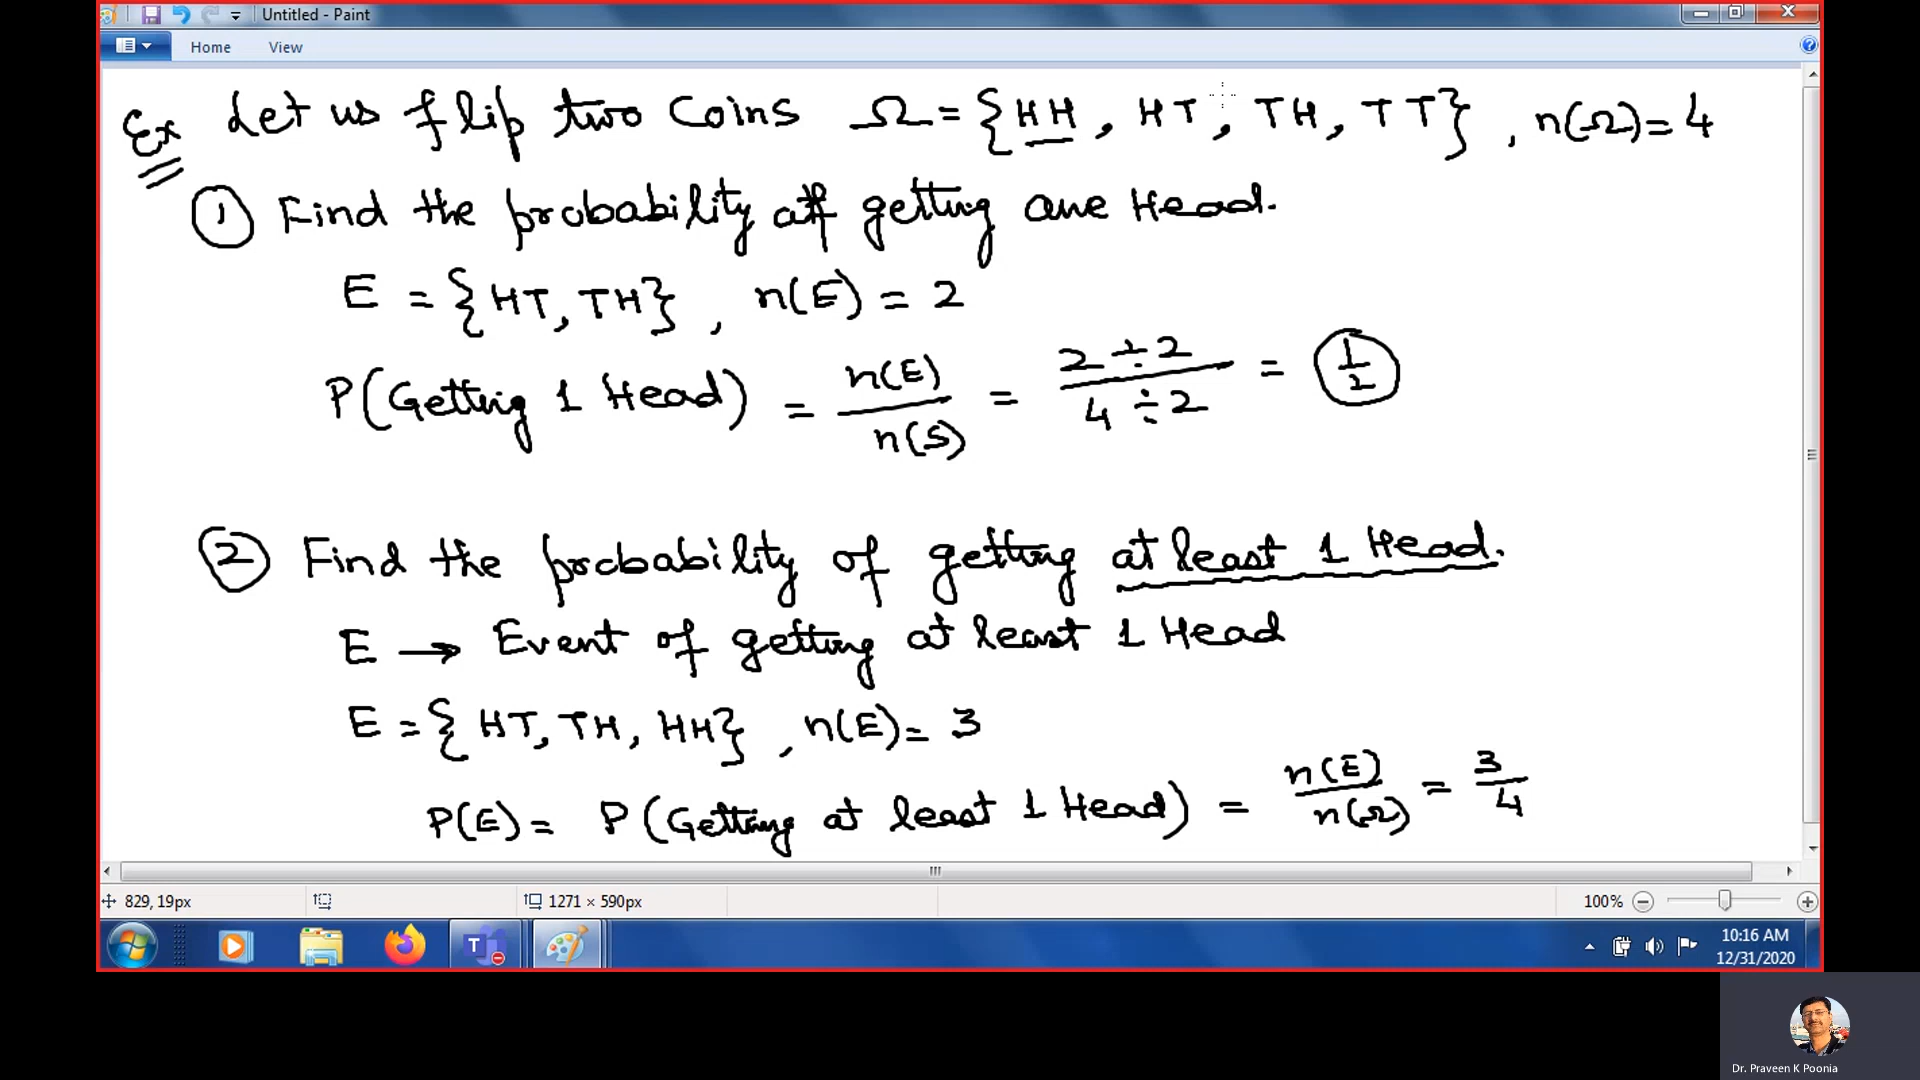 Untitled - Paint
Home View
Ex Let us flip two Coins Ω = {HH, HT, TH, TT}, n(Ω) = 4
① Find the probability of getting one Head.
E = {HT, TH}, n(E) = 2
P(Getting 1 Head) = n(E)/n(S) = 2÷2/4÷2 = 1/2
② Find the probability of getting at least 1 Head.
E → Event of getting at least 1 Head
E = {HT, TH, HH}, n(E) = 3
P(E) = P(Getting at least 1 Head) = n(E)/n(Ω) = 3/4
829, 19px 1271 × 590px 100%
T 10:16 AM
12/31/2020
Dr. Praveen K Poonia